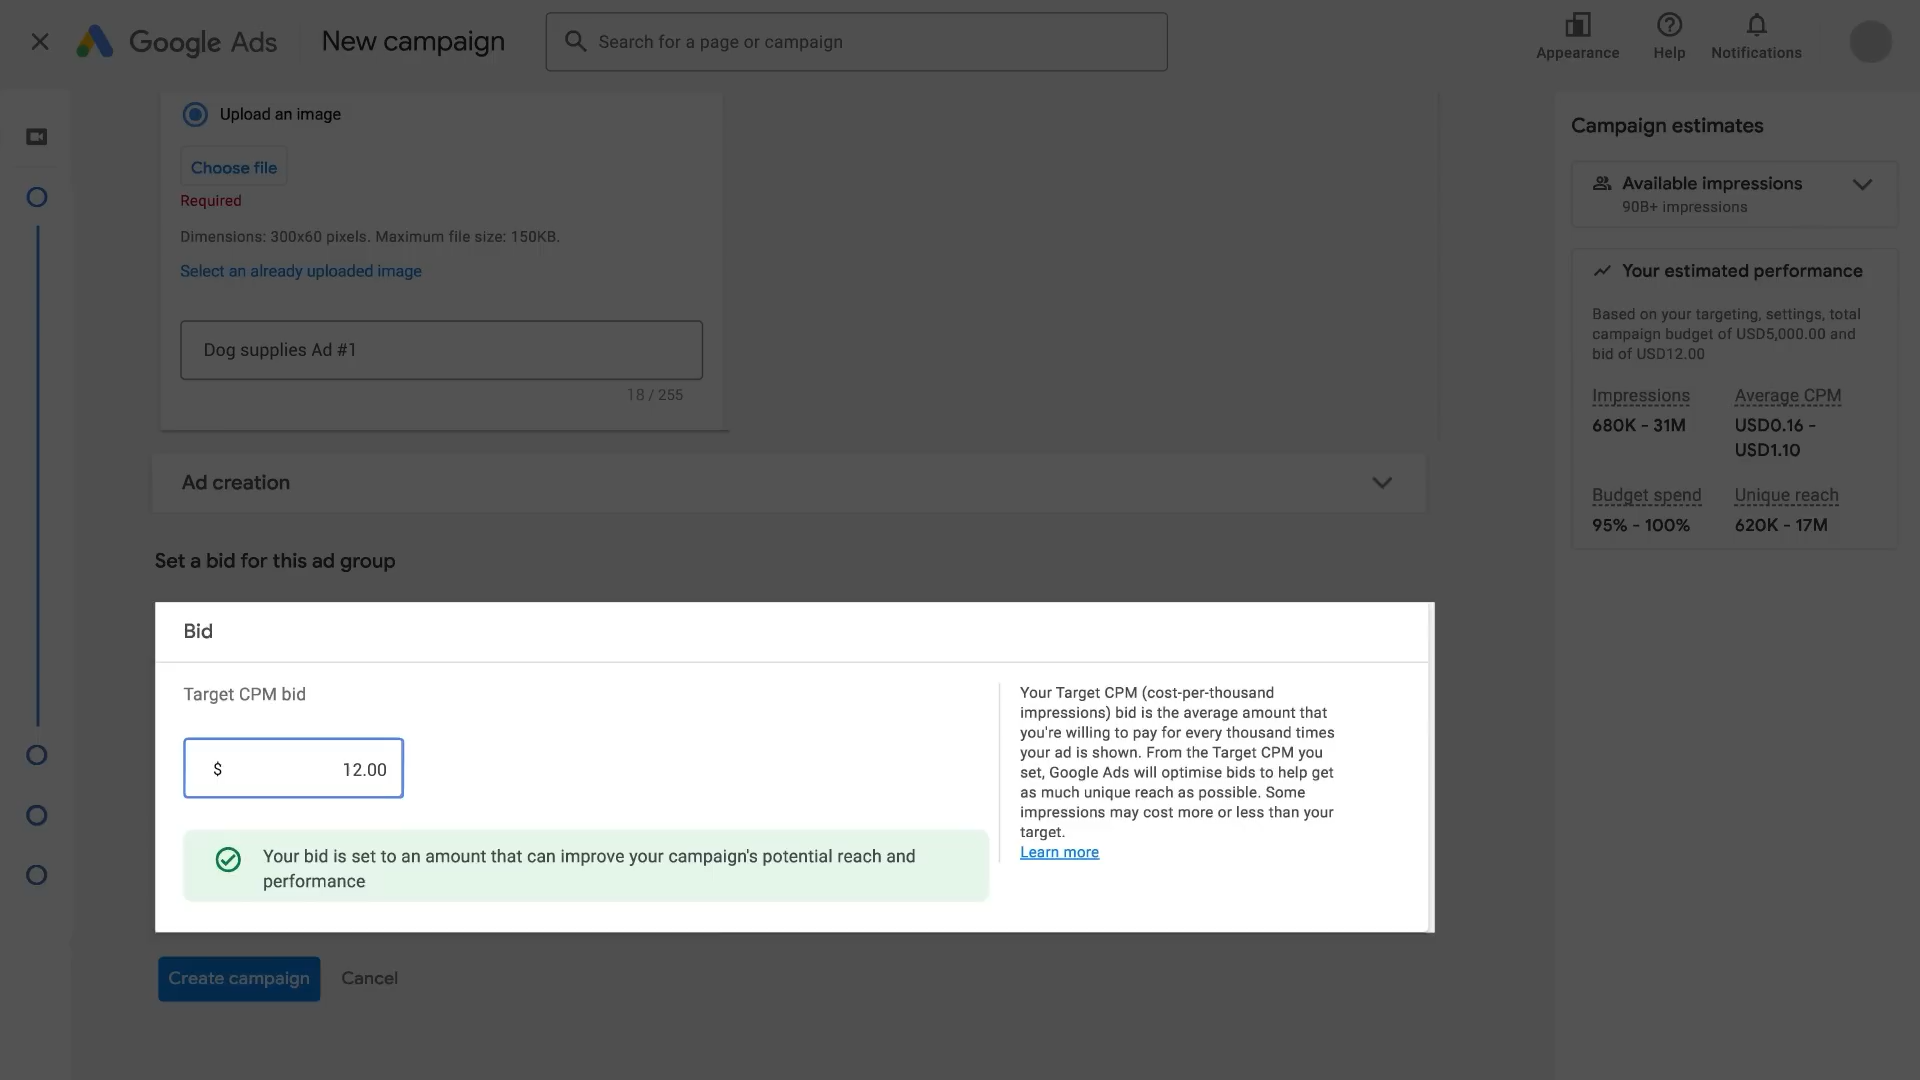 Google Ads
New campaign
Search for a page or campaign
Appearance
Help
Notifications
Upload an image
Choose file
Required
Dimensions: 300x60 pixels. Maximum file size: 150KB.
Select an already uploaded image
Dog supplies Ad #1
18 / 255
Ad creation
Set a bid for this ad group
Bid
Target CPM bid
$ 12.00
Your bid is set to an amount that can improve your campaign's potential reach and
performance
Your Target CPM (cost-per-thousand
impressions) bid is the average amount that
you're willing to pay for every thousand times
your ad is shown. From the Target CPM you
set, Google Ads will optimise bids to help get
as much unique reach as possible. Some
impressions may cost more or less than your
target.
Learn more
Create campaign
Cancel
Campaign estimates
Available impressions
90B+ impressions
Your estimated performance
Based on your targeting, settings, total
campaign budget of USD5,000.00 and
bid of USD12.00
Impressions
680K - 31M
Average CPM
USD0.16 -
USD1.10
Budget spend
95% - 100%
Unique reach
620K - 17M